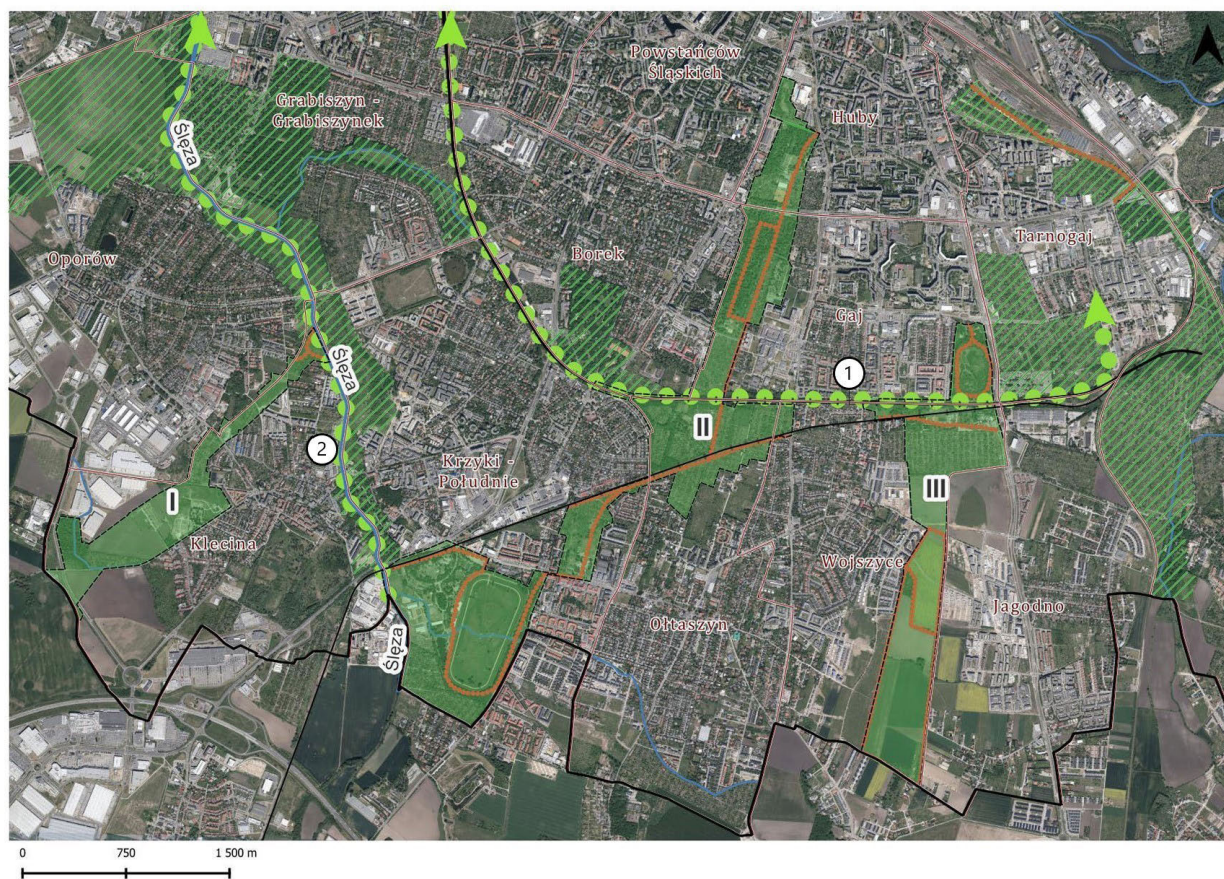 Powstańców
Śląskich
Grabiszyn -
Grabiszynek
Huby
Ślęza
Tarnogaj
Oporów
Borek
Gaj
Ślęza
1
II
2
Krzyki -
Południe
III
I
Klecina
Wojszyce
Jagodno
Ołtaszyn
Ślęza
0 750 1 500 m